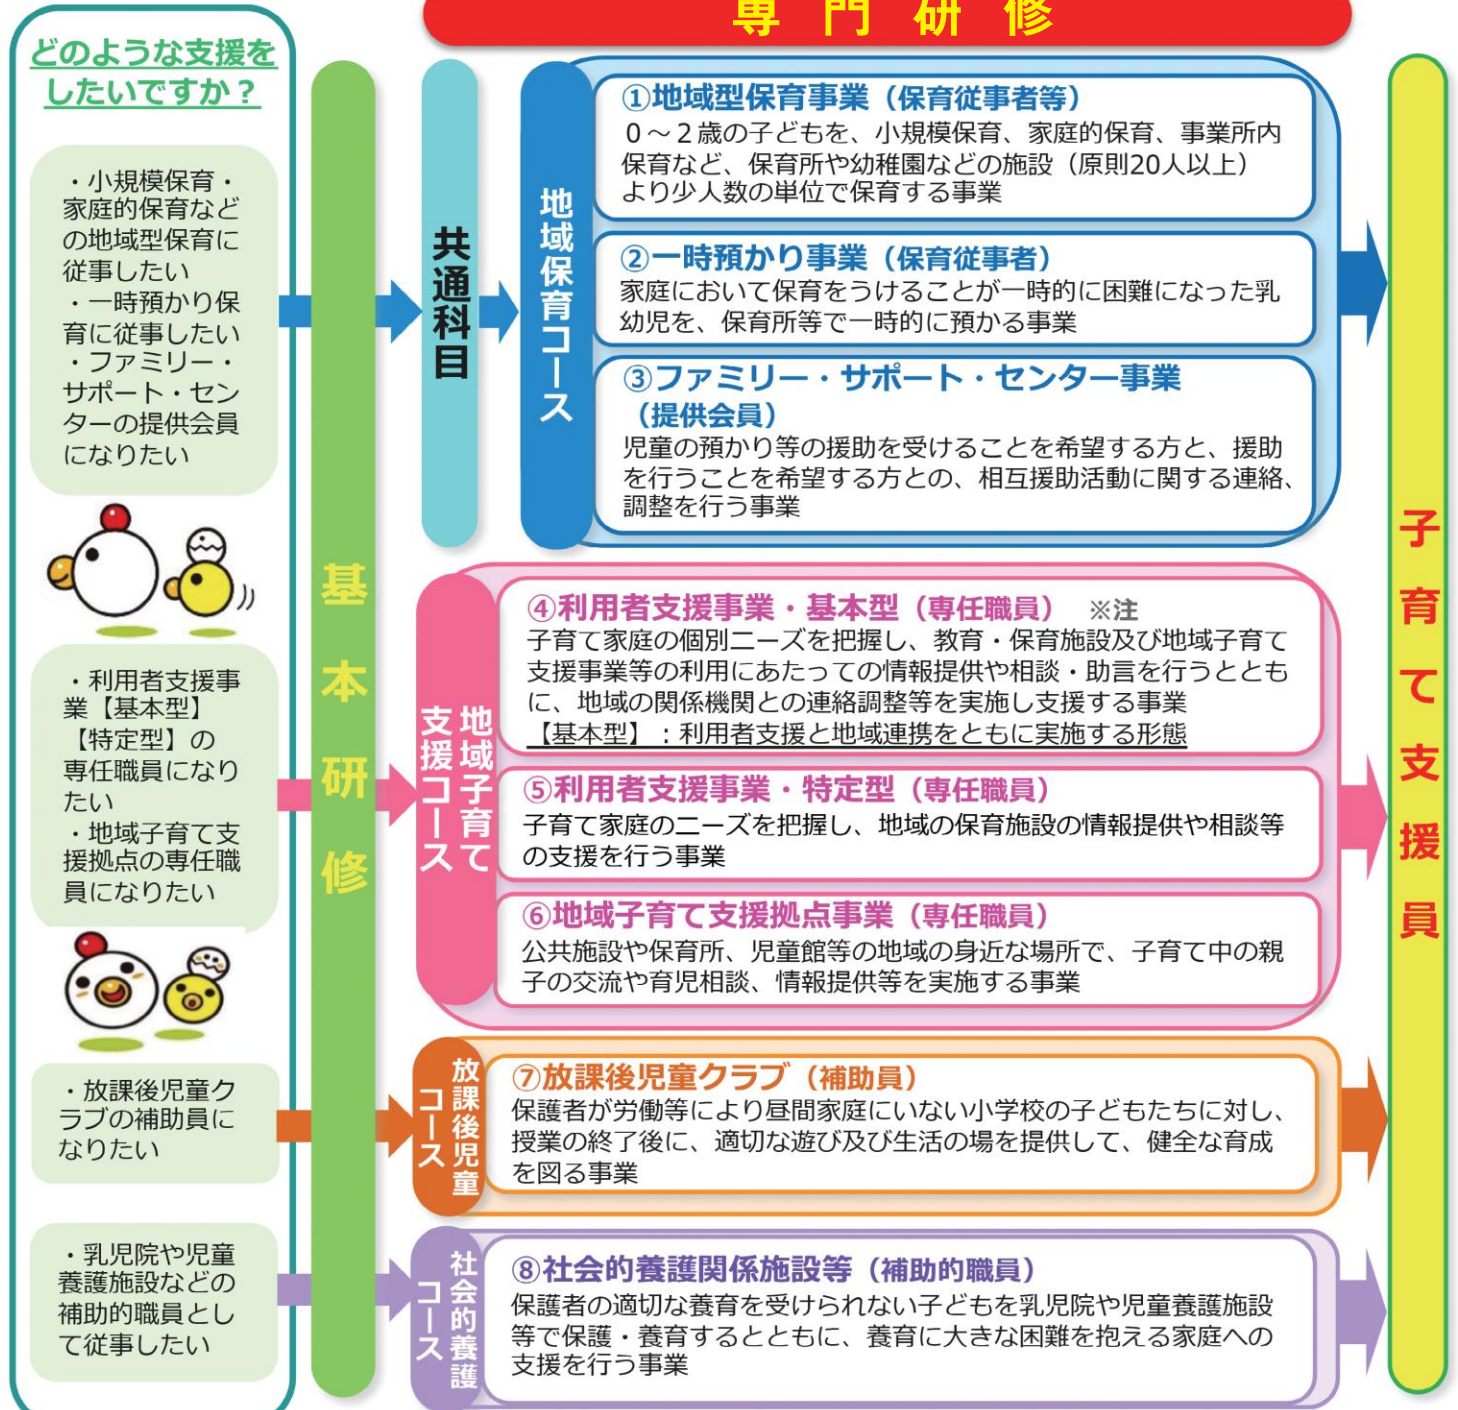 専門研修
どのような支援を
したいですか？
・小規模保育・
家庭的保育など
の地域型保育に
従事したい
・一時預かり保
育に従事したい
・ファミリー・
サポート・セン
ターの提供会員
になりたい
・利用者支援事
業【基本型】
【特定型】の
専任職員になり
たい
・地域子育て支
援拠点の専任職
員になりたい
・放課後児童ク
ラブの補助員に
なりたい
・乳児院や児童
養護施設などの
補助的職員とし
て従事したい
基本研修
共通科目
地域保育コース
①地域型保育事業（保育従事者等）
０～２歳の子どもを、小規模保育、家庭的保育、事業所内
保育など、保育所や幼稚園などの施設（原則20人以上）
より少人数の単位で保育する事業
②一時預かり事業（保育従事者）
家庭において保育をうけることが一時的に困難になった乳
幼児を、保育所等で一時的に預かる事業
③ファミリー・サポート・センター事業
（提供会員）
児童の預かり等の援助を受けることを希望する方と、援助
を行うことを希望する方との、相互援助活動に関する連絡、
調整を行う事業
地域子育て
支援コース
④利用者支援事業・基本型（専任職員） ※注
子育て家庭の個別ニーズを把握し、教育・保育施設及び地域子育て
支援事業等の利用にあたっての情報提供や相談・助言を行うととも
に、地域の関係機関との連絡調整等を実施し支援する事業
【基本型】：利用者支援と地域連携をともに実施する形態
⑤利用者支援事業・特定型（専任職員）
子育て家庭のニーズを把握し、地域の保育施設の情報提供や相談等
の支援を行う事業
⑥地域子育て支援拠点事業（専任職員）
公共施設や保育所、児童館等の地域の身近な場所で、子育て中の親
子の交流や育児相談、情報提供等を実施する事業
放課後児童
コース
⑦放課後児童クラブ（補助員）
保護者が労働等により昼間家庭にいない小学校の子どもたちに対し、
授業の終了後に、適切な遊び及び生活の場を提供して、健全な育成
を図る事業
社会的養護
コース
⑧社会的養護関係施設等（補助的職員）
保護者の適切な養育を受けられない子どもを乳児院や児童養護施設
等で保護・養育するとともに、養育に大きな困難を抱える家庭への
支援を行う事業
子育て支援員